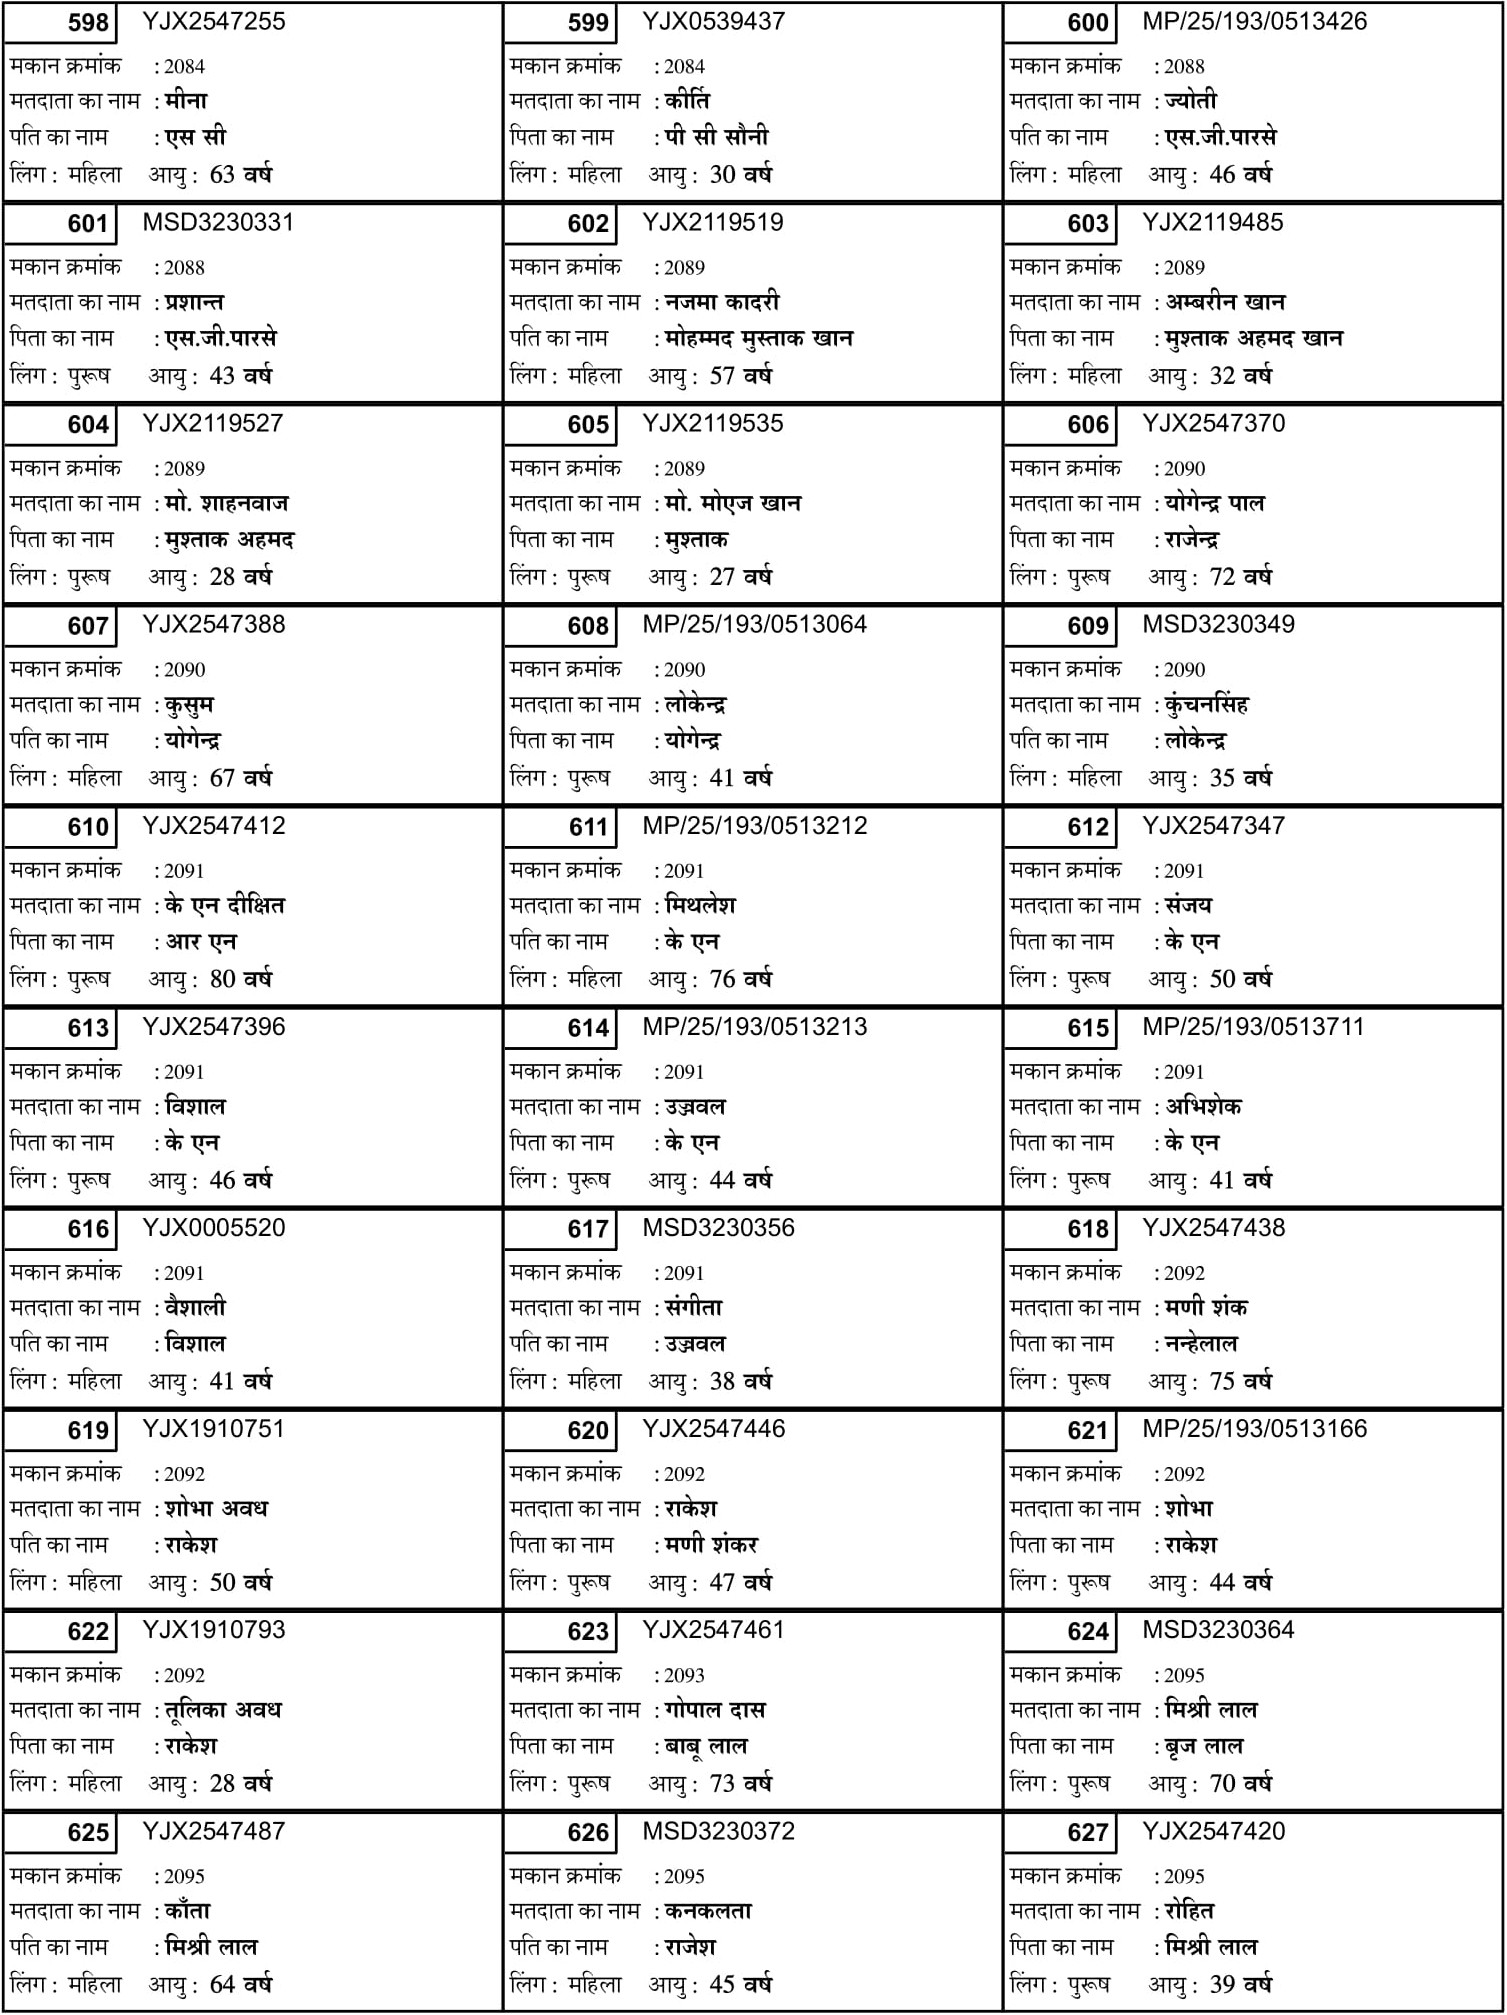 598 YJX2547255
मकान क्रमांक : 2084
मतदाता का नाम : मीना
पति का नाम : एस सी
लिंग : महिला आयु : 63 वर्ष
599 YJX0539437
मकान क्रमांक : 2084
मतदाता का नाम : कीर्ति
पिता का नाम : पी सी सौनी
लिंग : महिला आयु : 30 वर्ष
600 MP/25/193/0513426
मकान क्रमांक : 2088
मतदाता का नाम : ज्योती
पति का नाम : एस.जी.पारसे
लिंग : महिला आयु : 46 वर्ष
601 MSD3230331
मकान क्रमांक : 2088
मतदाता का नाम : प्रशान्त
पिता का नाम : एस.जी.पारसे
लिंग : पुरूष आयु : 43 वर्ष
602 YJX2119519
मकान क्रमांक : 2089
मतदाता का नाम : नजमा कादरी
पति का नाम : मोहम्मद मुस्ताक खान
लिंग : महिला आयु : 57 वर्ष
603 YJX2119485
मकान क्रमांक : 2089
मतदाता का नाम : अम्बरीन खान
पिता का नाम : मुश्ताक अहमद खान
लिंग : महिला आयु : 32 वर्ष
604 YJX2119527
मकान क्रमांक : 2089
मतदाता का नाम : मो. शाहनवाज
पिता का नाम : मुश्ताक अहमद
लिंग : पुरूष आयु : 28 वर्ष
605 YJX2119535
मकान क्रमांक : 2089
मतदाता का नाम : मो. मोएज खान
पिता का नाम : मुश्ताक
लिंग : पुरूष आयु : 27 वर्ष
606 YJX2547370
मकान क्रमांक : 2090
मतदाता का नाम : योगेन्द्र पाल
पिता का नाम : राजेन्द्र
लिंग : पुरूष आयु : 72 वर्ष
607 YJX2547388
मकान क्रमांक : 2090
मतदाता का नाम : कुसुम
पति का नाम : योगेन्द्र
लिंग : महिला आयु : 67 वर्ष
608 MP/25/193/0513064
मकान क्रमांक : 2090
मतदाता का नाम : लोकेन्द्र
पिता का नाम : योगेन्द्र
लिंग : पुरूष आयु : 41 वर्ष
609 MSD3230349
मकान क्रमांक : 2090
मतदाता का नाम : कुंचनसिंह
पति का नाम : लोकेन्द्र
लिंग : महिला आयु : 35 वर्ष
610 YJX2547412
मकान क्रमांक : 2091
मतदाता का नाम : के एन दीक्षित
पिता का नाम : आर एन
लिंग : पुरूष आयु : 80 वर्ष
611 MP/25/193/0513212
मकान क्रमांक : 2091
मतदाता का नाम : मिथलेश
पति का नाम : के एन
लिंग : महिला आयु : 76 वर्ष
612 YJX2547347
मकान क्रमांक : 2091
मतदाता का नाम : संजय
पिता का नाम : के एन
लिंग : पुरूष आयु : 50 वर्ष
613 YJX2547396
मकान क्रमांक : 2091
मतदाता का नाम : विशाल
पिता का नाम : के एन
लिंग : पुरूष आयु : 46 वर्ष
614 MP/25/193/0513213
मकान क्रमांक : 2091
मतदाता का नाम : उज्जवल
पिता का नाम : के एन
लिंग : पुरूष आयु : 44 वर्ष
615 MP/25/193/0513711
मकान क्रमांक : 2091
मतदाता का नाम : अभिशेक
पिता का नाम : के एन
लिंग : पुरूष आयु : 41 वर्ष
616 YJX0005520
मकान क्रमांक : 2091
मतदाता का नाम : वैशाली
पति का नाम : विशाल
लिंग : महिला आयु : 41 वर्ष
617 MSD3230356
मकान क्रमांक : 2091
मतदाता का नाम : संगीता
पति का नाम : उज्जवल
लिंग : महिला आयु : 38 वर्ष
618 YJX2547438
मकान क्रमांक : 2092
मतदाता का नाम : मणी शंक
पिता का नाम : नन्हेलाल
लिंग : पुरूष आयु : 75 वर्ष
619 YJX1910751
मकान क्रमांक : 2092
मतदाता का नाम : शोभा अवध
पति का नाम : राकेश
लिंग : महिला आयु : 50 वर्ष
620 YJX2547446
मकान क्रमांक : 2092
मतदाता का नाम : राकेश
पिता का नाम : मणी शंकर
लिंग : पुरूष आयु : 47 वर्ष
621 MP/25/193/0513166
मकान क्रमांक : 2092
मतदाता का नाम : शोभा
पिता का नाम : राकेश
लिंग : पुरूष आयु : 44 वर्ष
622 YJX1910793
मकान क्रमांक : 2092
मतदाता का नाम : तूलिका अवध
पिता का नाम : राकेश
लिंग : महिला आयु : 28 वर्ष
623 YJX2547461
मकान क्रमांक : 2093
मतदाता का नाम : गोपाल दास
पिता का नाम : बाबू लाल
लिंग : पुरूष आयु : 73 वर्ष
624 MSD3230364
मकान क्रमांक : 2095
मतदाता का नाम : मिश्री लाल
पिता का नाम : बृज लाल
लिंग : पुरूष आयु : 70 वर्ष
625 YJX2547487
मकान क्रमांक : 2095
मतदाता का नाम : काँता
पति का नाम : मिश्री लाल
लिंग : महिला आयु : 64 वर्ष
626 MSD3230372
मकान क्रमांक : 2095
मतदाता का नाम : कनकलता
पति का नाम : राजेश
लिंग : महिला आयु : 45 वर्ष
627 YJX2547420
मकान क्रमांक : 2095
मतदाता का नाम : रोहित
पिता का नाम : मिश्री लाल
लिंग : पुरूष आयु : 39 वर्ष